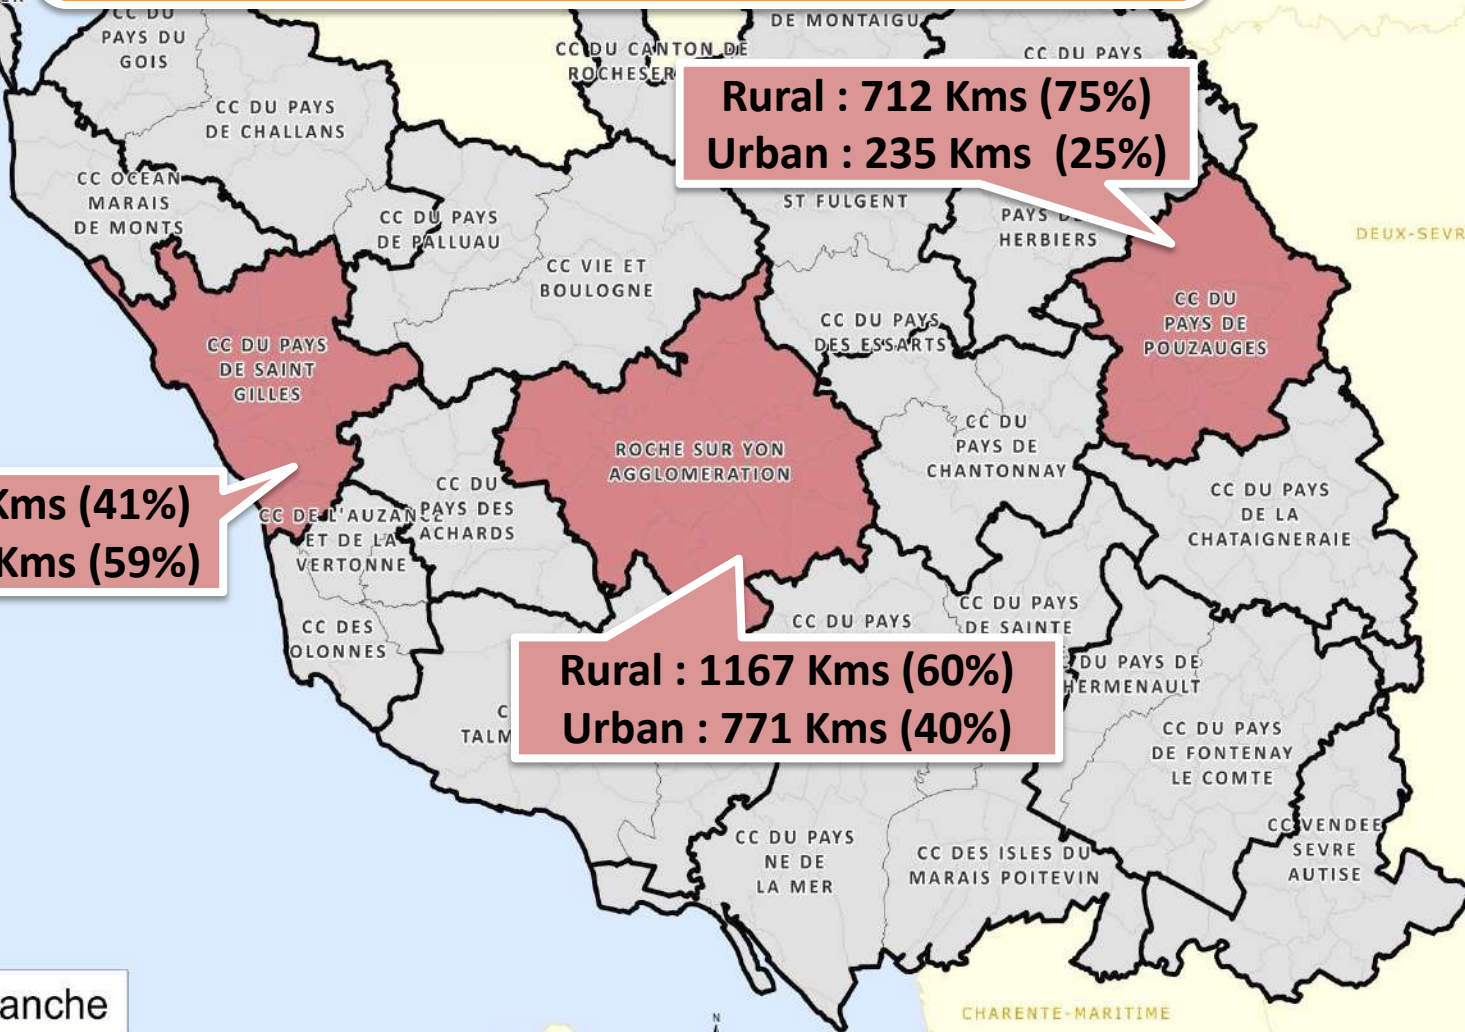 CC DU
PAYS DU
GOIS
DE MONTAIGU
CC DU CANTON DE
CC DU PAYS
Rural : 712 Kms (75%)
Urban : 235 Kms (25%)
CC DU PAYS
DE CHALLANS
CC OCEAN
MARAIS
DE MONTS
CC DU PAYS
DE PALLUAU
ST FULGENT
PAYS
HERBIERS
CC VIE ET
BOULOGNE
CC DU PAYS
DES ESSARTS
CC DU
PAYS DE
POUZAUGES
CC DU PAYS
DE SAINT
GILLES
ROCHE SUR YON
AGGLOMERATION
CC DU
PAYS DE
CHANTONNAY
Kms (41%)
Kms (59%)
CC DU
PAYS DES
ACHARDS
CC DE L'AUZANCE
ET DE LA
VERTONNE
CC DU PAYS
DE LA
CHATAIGNERAIE
CC DES
OLONNES
CC DU PAYS
CC DU PAYS
DE SAINTE
Rural : 1167 Kms (60%)
Urban : 771 Kms (40%)
DU PAYS DE
HERMENAULT
CC DU PAYS
DE FONTENAY
LE COMTE
CC DU PAYS
NE DE
LA MER
CC DES ISLES DU
MARAIS POITEVIN
CC VENDEE
SEVRE
AUTISE
CHARENTE-MARITIME
N